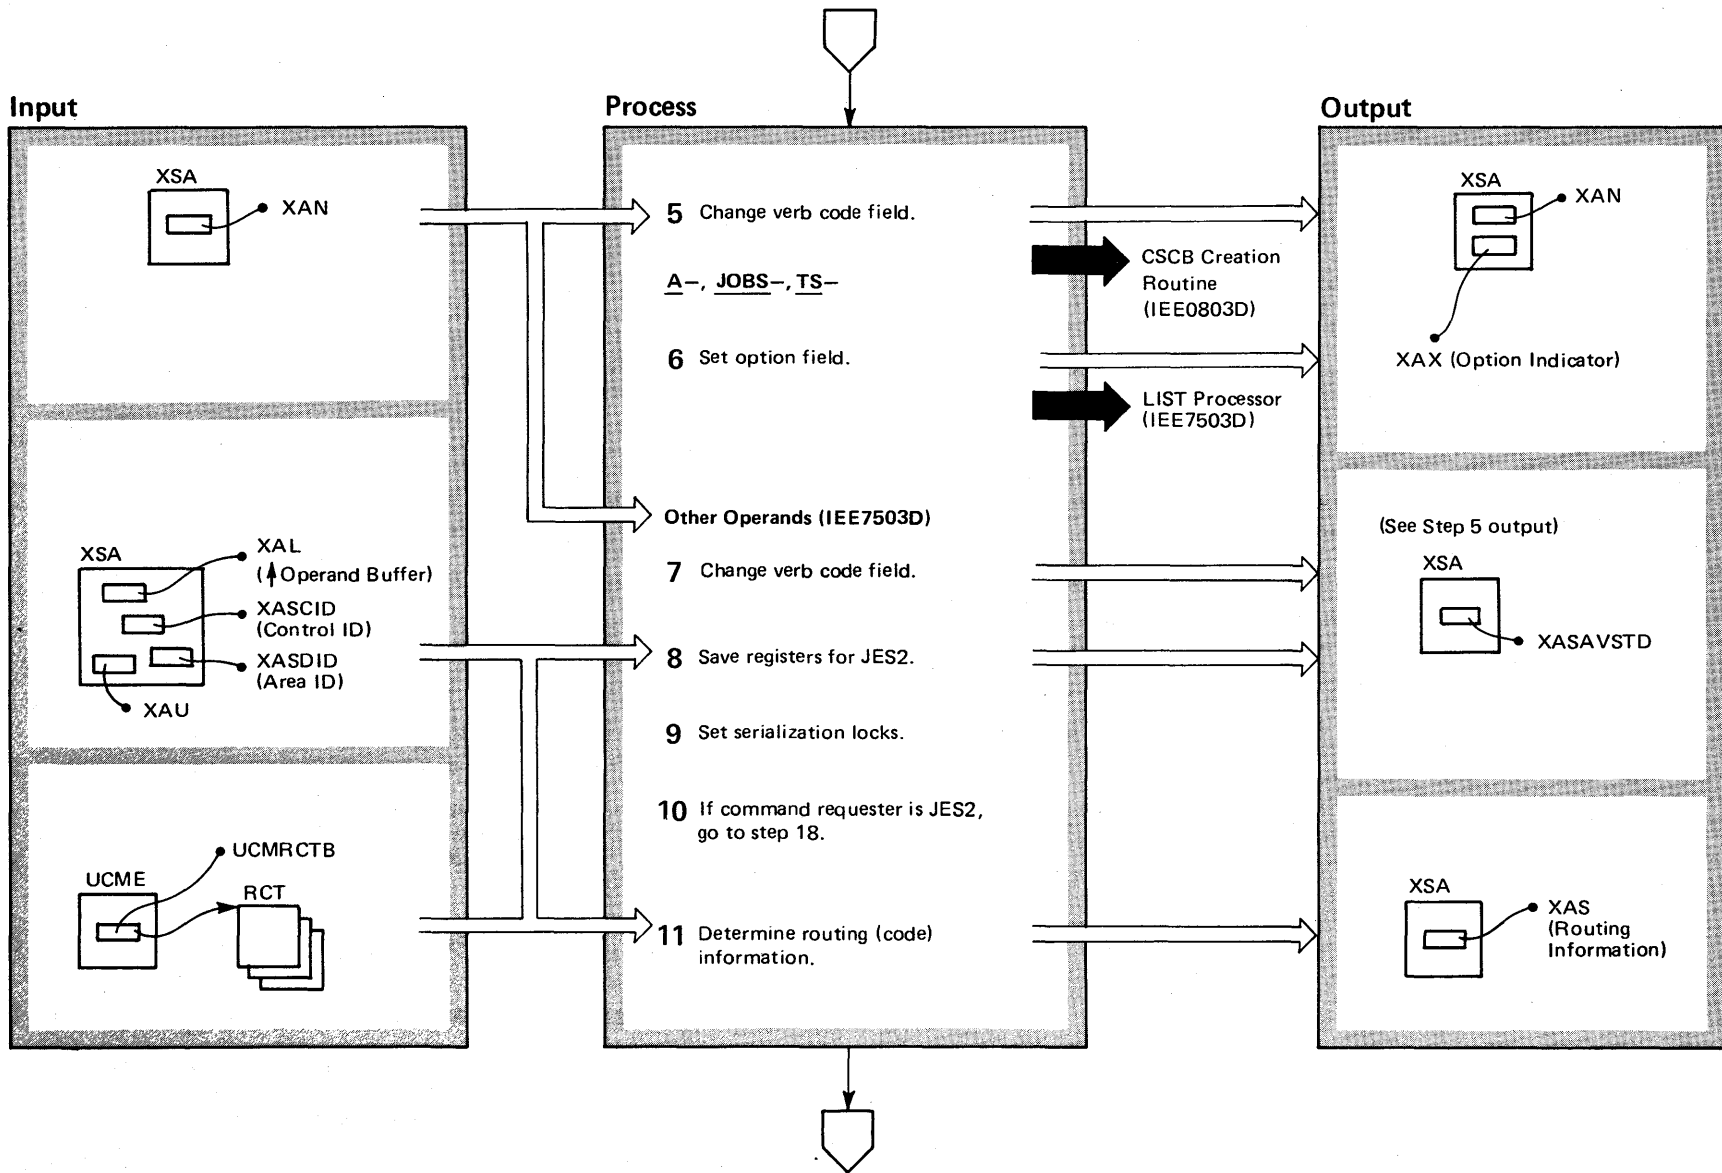 Input
XSA
XAN
XSA
XAL
(↑Operand Buffer)
XASCID
(Control ID)
XASDID
(Area ID)
XAU
UCMRCTB
UCME
RCT
Process
5 Change verb code field.
A–, JOBS–, TS–
6 Set option field.
Other Operands (IEE7503D)
7 Change verb code field.
8 Save registers for JES2.
9 Set serialization locks.
10 If command requester is JES2,
go to step 18.
11 Determine routing (code)
information.
CSCB Creation
Routine
(IEE0803D)
LIST Processor
(IEE7503D)
Output
XSA
XAN
XAX (Option Indicator)
(See Step 5 output)
XSA
XASAVSTD
XSA
XAS
(Routing
Information)